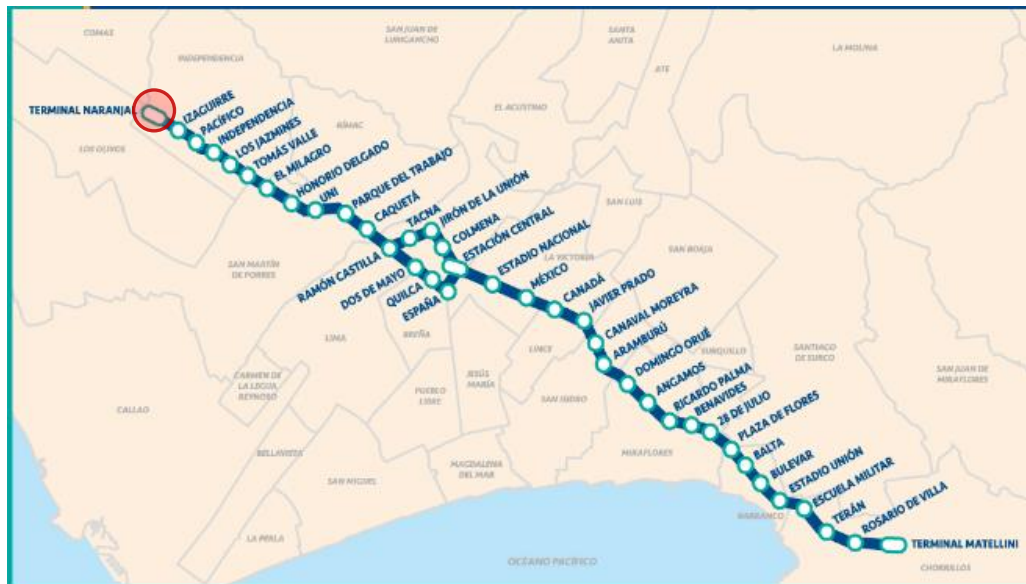 COMAS
SAN JUAN DE
LURIGANCHO
SANTA
ANITA
LA MOLINA
INDEPENDENCIA
ATE
EL AGUSTINO
TERMINAL NARANJAL
IZAGUIRRE
PACÍFICO
INDEPENDENCIA
LOS JAZMINES
TOMÁS VALLE
EL MILAGRO
HONORIO DELGADO
UNI
PARQUE DEL TRABAJO
CAQUETÁ
RÍMAC
LOS OLIVOS
RAMÓN CASTILLA
TACNA
JIRÓN DE LA UNIÓN
COLMENA
DOS DE MAYO
QUILCA
ESPAÑA
ESTACIÓN CENTRAL
ESTADIO NACIONAL
MÉXICO
CANADÁ
JAVIER PRADO
CANAVAL MOREYRA
ARAMBURÚ
DOMINGO ORUÉ
ANGAMOS
RICARDO PALMA
BENAVIDES
28 DE JULIO
PLAZA DE FLORES
BALTA
BULEVAR
ESTADIO UNIÓN
ESCUELA MILITAR
TERÁN
ROSARIO DE VILLA
TERMINAL MATELLINI
SAN LUIS
SAN BORJA
LA VICTORIA
SAN MARTÍN
DE PORRES
LIMA
BREÑA
LINCE
SURQUILLO
SANTIAGO
DE SURCO
SAN JUAN DE
MIRAFLORES
CARMEN DE
LA LEGUA
REYNOSO
PUEBLO
LIBRE
JESÚS
MARÍA
SAN ISIDRO
CALLAO
BELLAVISTA
SAN MIGUEL
MAGDALENA
DEL MAR
MIRAFLORES
BARRANCO
LA PERLA
OCEANO PACÍFICO
CHORRILLOS